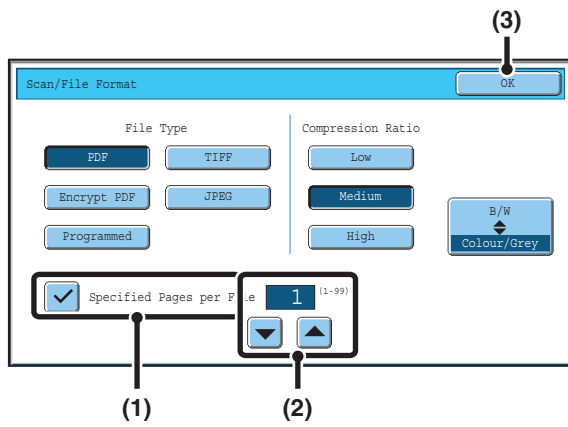 (3)
Scan/File Format
OK
File Type
Compression Ratio
PDF
TIFF
Low
Encrypt PDF
JPEG
Medium
B/W
Colour/Grey
Programmed
High
Specified Pages per File
1
(1-99)
(1)
(2)